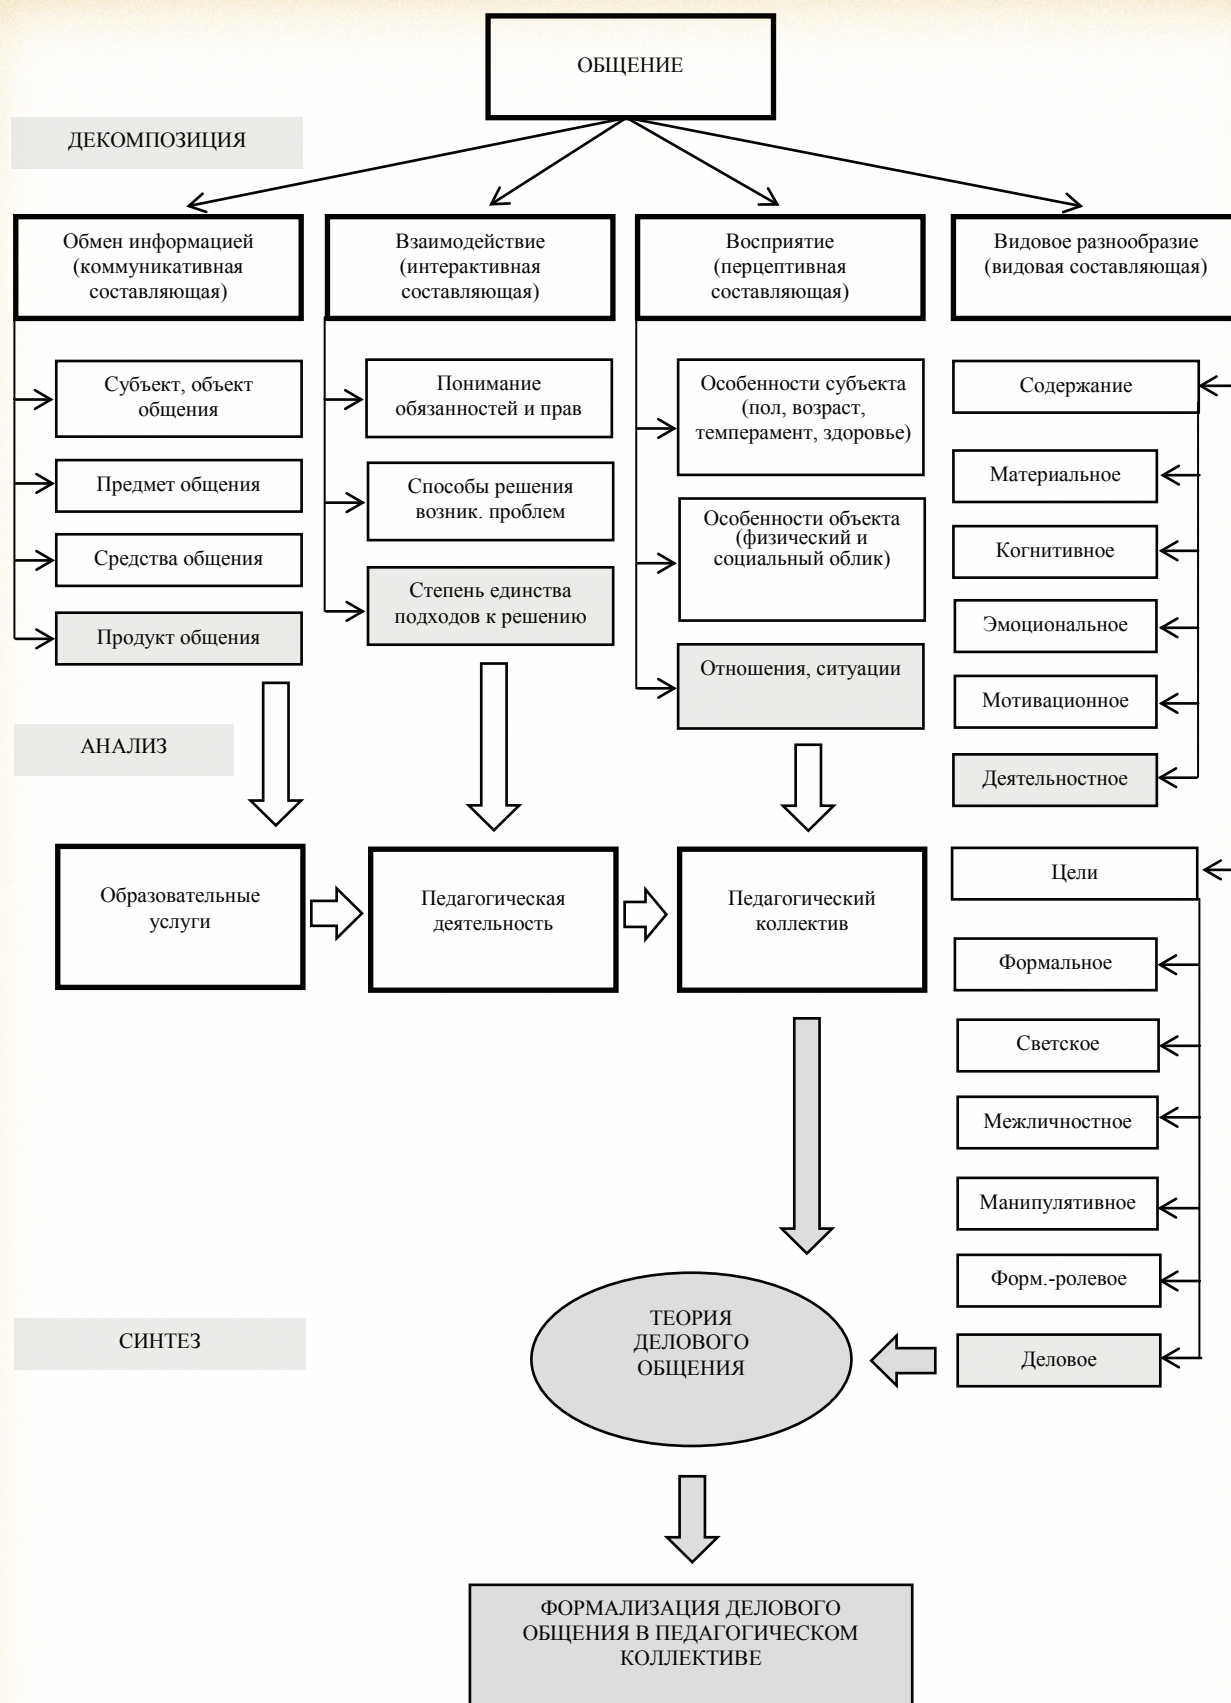 ОБЩЕНИЕ
ДЕКОМПОЗИЦИЯ
Обмен информацией
(коммуникативная
составляющая)
Взаимодействие
(интерактивная
составляющая)
Восприятие
(перцептивная
составляющая)
Видовое разнообразие
(видовая составляющая)
Субъект, объект
общения
Предмет общения
Средства общения
Продукт общения
Понимание
обязанностей и прав
Способы решения
возник. проблем
Степень единства
подходов к решению
Особенности субъекта
(пол, возраст,
темперамент, здоровье)
Особенности объекта
(физический и
социальный облик)
Отношения, ситуации
Содержание
Материальное
Когнитивное
Эмоциональное
Мотивационное
Деятельностное
АНАЛИЗ
Образовательные
услуги
Педагогическая
деятельность
Педагогический
коллектив
Цели
Формальное
Светское
Межличностное
Манипулятивное
Форм.-ролевое
Деловое
СИНТЕЗ
ТЕОРИЯ
ДЕЛОВОГО
ОБЩЕНИЯ
ФОРМАЛИЗАЦИЯ ДЕЛОВОГО
ОБЩЕНИЯ В ПЕДАГОГИЧЕСКОМ
КОЛЛЕКТИВЕ